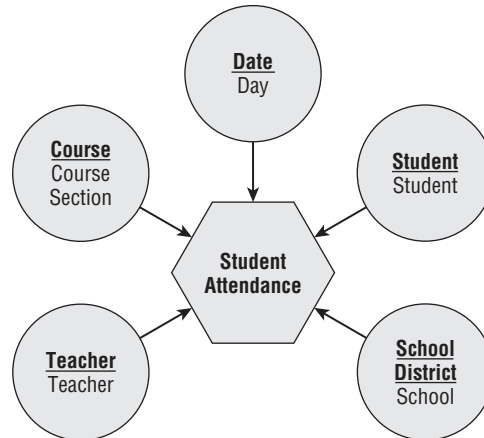 Date
Day
Course
Course
Section
Student
Student
Student
Attendance
Teacher
Teacher
School
District
School